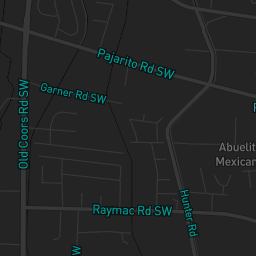 Pajarito Rd SW
Garner Rd SW
Old Coors Rd SW
Abuelit
Mexican
Hunter Rd
Raymac Rd SW
W